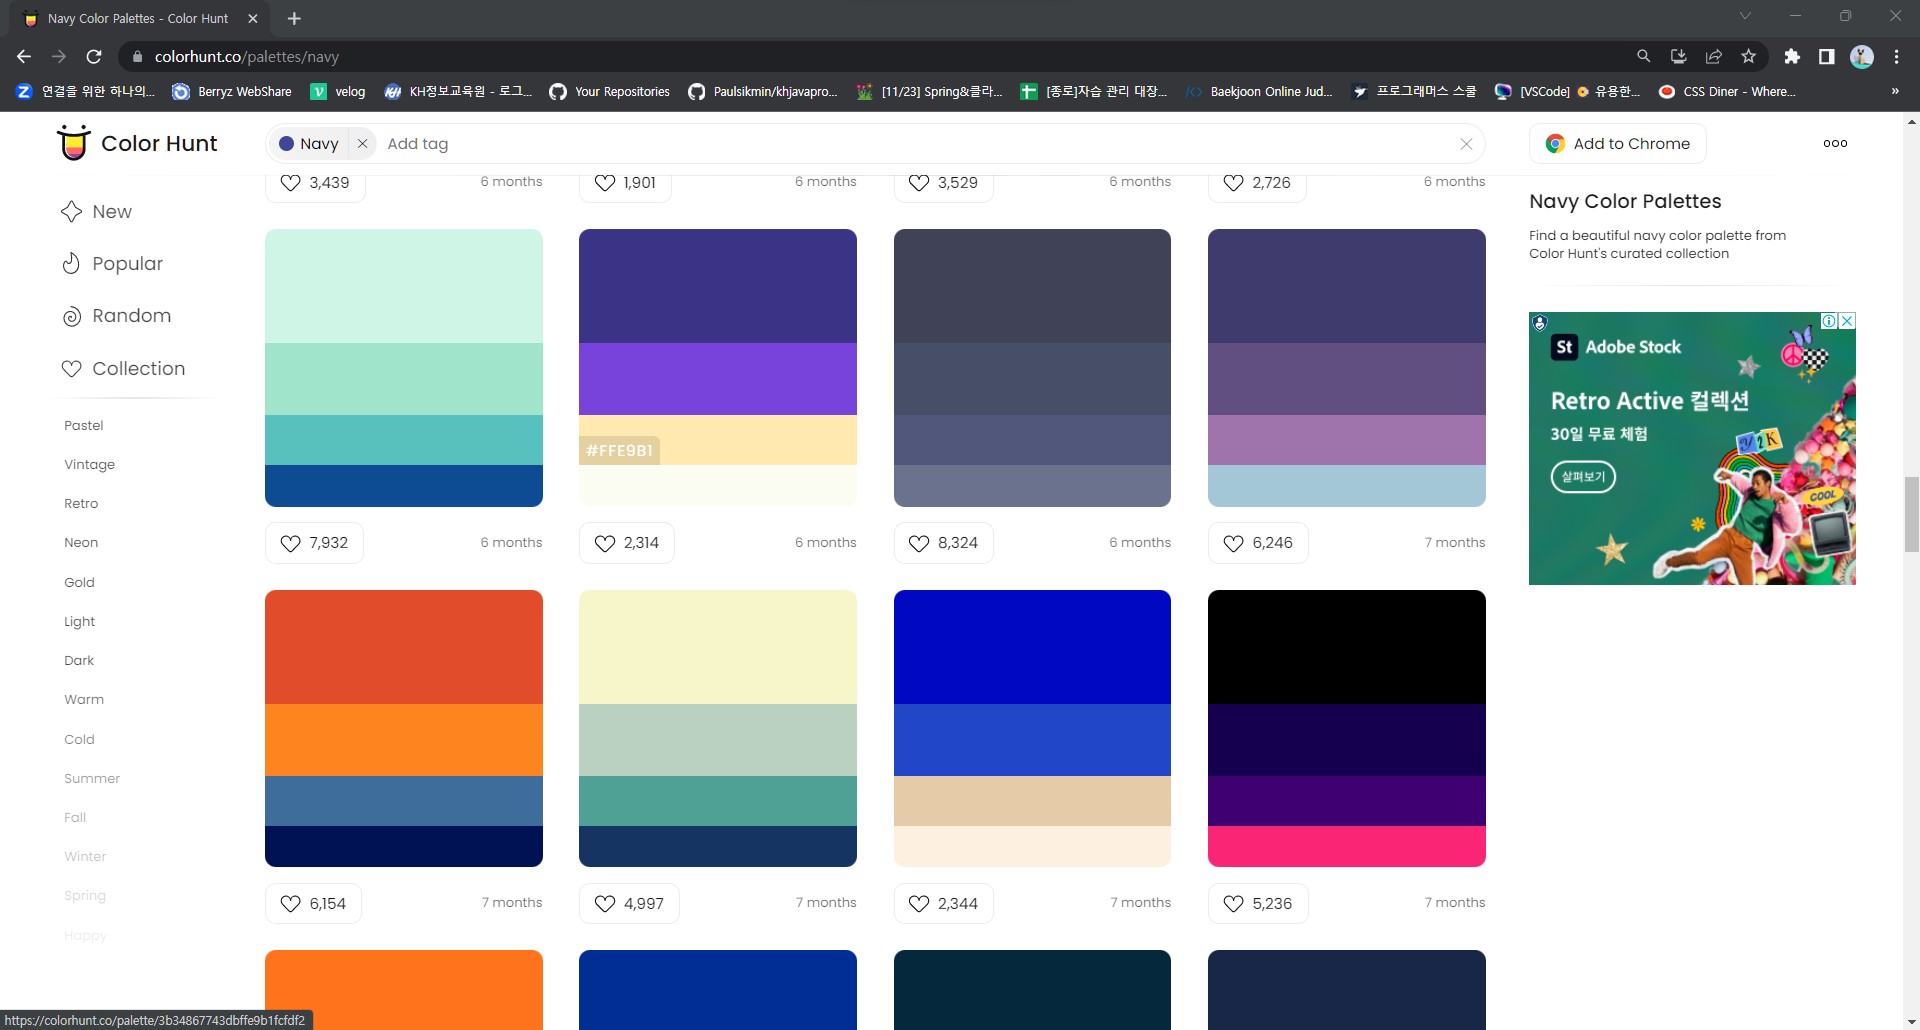 Navy Color Palettes - Color Hunt
colorhunt.co/palettes/navy
연결을 위한 하나의...
Berryz WebShare
velog
KH정보교육원 - 로그...
Your Repositories
Paulsikmin/khjavapro...
[11/23] Spring&클라...
[종로]자습 관리 대장...
Baekjoon Online Jud...
프로그래머스 스쿨
[VSCode] 유용한...
CSS Diner - Where...
»
Color Hunt
Navy
Add tag
Add to Chrome
3,439
6 months
1,901
6 months
3,529
6 months
2,726
6 months
New
Popular
Random
Collection
Pastel
Vintage
Retro
Neon
Gold
Light
Dark
Warm
Cold
Summer
Fall
Winter
Spring
Happy
#FFE9B1
7,932
6 months
2,314
6 months
8,324
6 months
6,246
7 months
6,154
7 months
4,997
7 months
2,344
7 months
5,236
7 months
Navy Color Palettes
Find a beautiful navy color palette from
Color Hunt's curated collection
St Adobe Stock
Retro Active 컬렉션
30일 무료 체험
살펴보기
Y2K
COOL
https://colorhunt.co/palette/3b34867743dbffe9b1fcfdf2